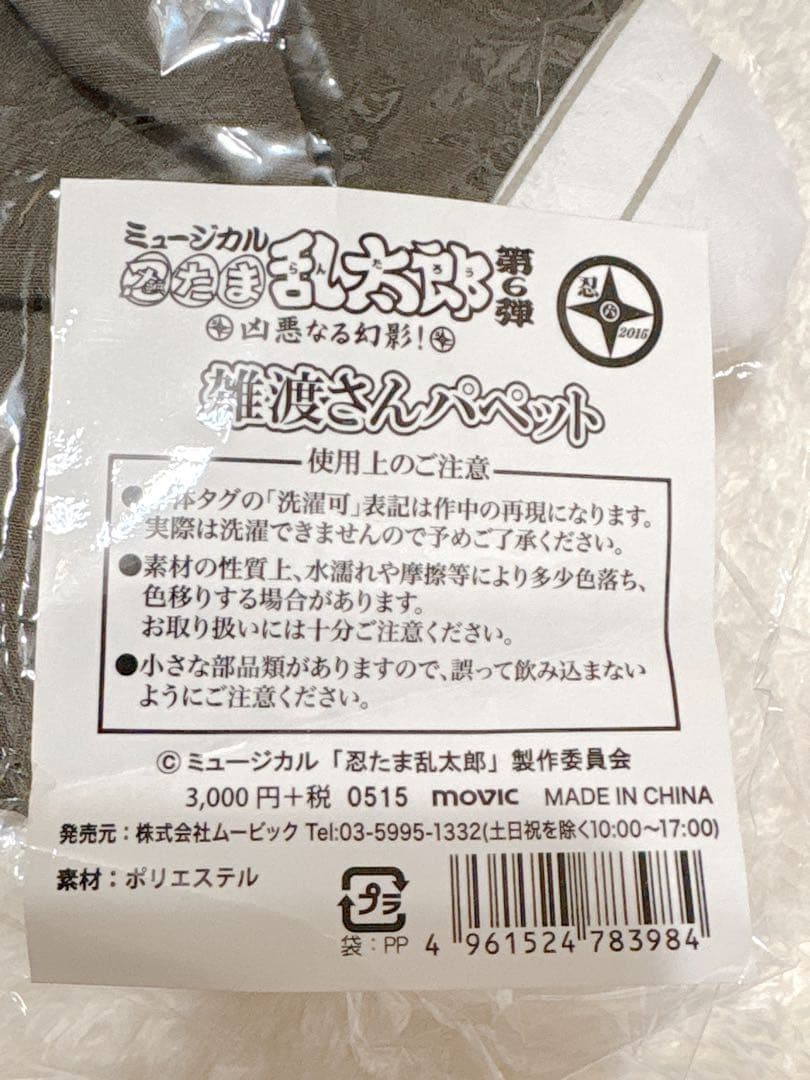 ミュージカル
忍たま乱太郎 第6弾
らんたろう
凶悪なる幻影!
忍
六
2015
雑渡さんパペット
使用上のご注意
体タグの「洗濯可」表記は作中の再現になります。
実際は洗濯できませんので予めご了承ください。
●素材の性質上、水濡れや摩擦等により多少色落ち、
色移りする場合があります。
お取り扱いには十分ご注意ください。
●小さな部品類がありますので、誤って飲み込まない
ようにご注意ください。
©ミュージカル「忍たま乱太郎」製作委員会
3,000円+税 0515 movic MADE IN CHINA
発売元:株式会社ムービック Tel:03-5995-1332(土日祝を除く10:00〜17:00)
素材:ポリエステル
プラ
袋:PP
4 961524 783984